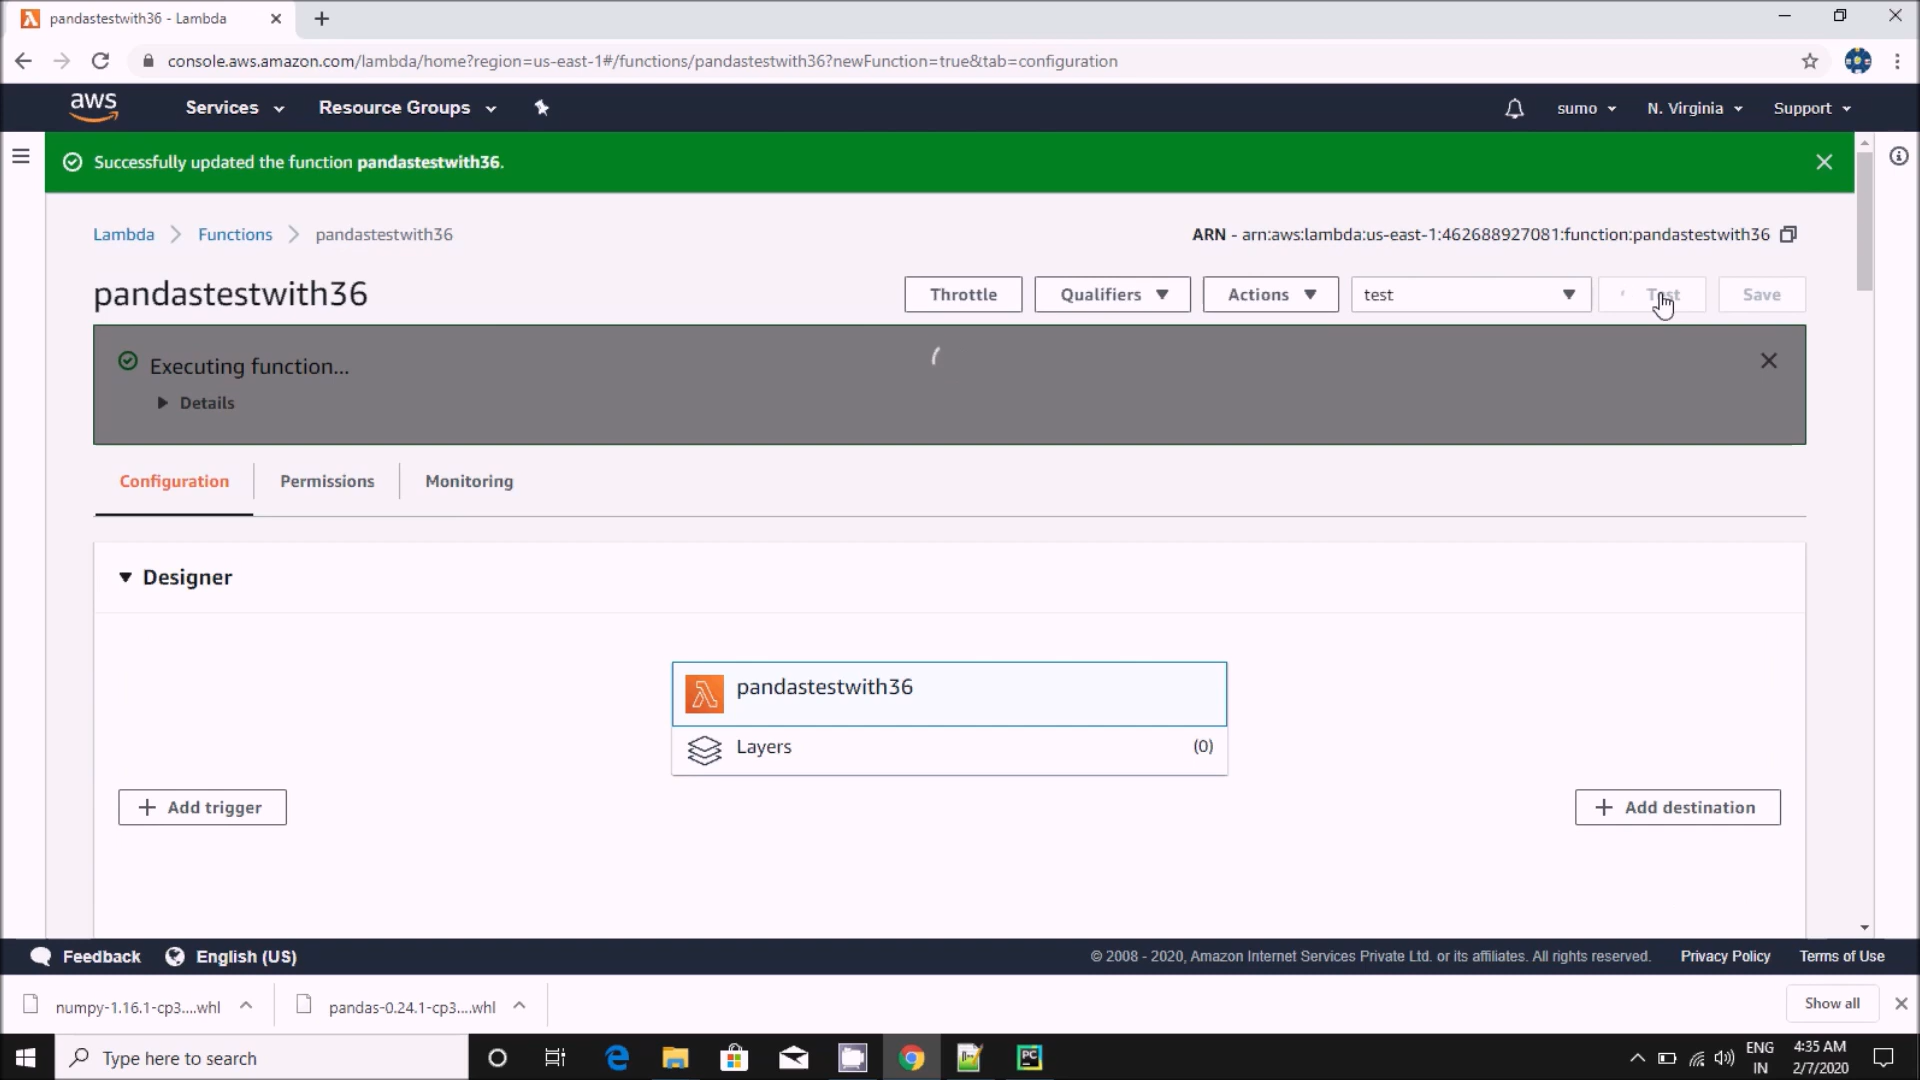 pandastestwith36 - Lambda
console.aws.amazon.com/lambda/home?region=us-east-1#/functions/pandastestwith36?newFunction=true&tab=configuration
aws Services Resource Groups sumo N. Virginia Support
Successfully updated the function pandastestwith36.
Lambda Functions pandastestwith36 ARN - arn:aws:lambda:us-east-1:462688927081:function:pandastestwith36
pandastestwith36 Throttle Qualifiers Actions test Test Save
Executing function...
Details
Configuration Permissions Monitoring
Designer
pandastestwith36
Layers (0)
Add trigger Add destination
Feedback English (US) © 2008 - 2020, Amazon Internet Services Private Ltd. or its affiliates. All rights reserved. Privacy Policy Terms of Use
numpy-1.16.1-cp3....whl pandas-0.24.1-cp3....whl Show all
Type here to search ENG 4:35 AM
IN 2/7/2020